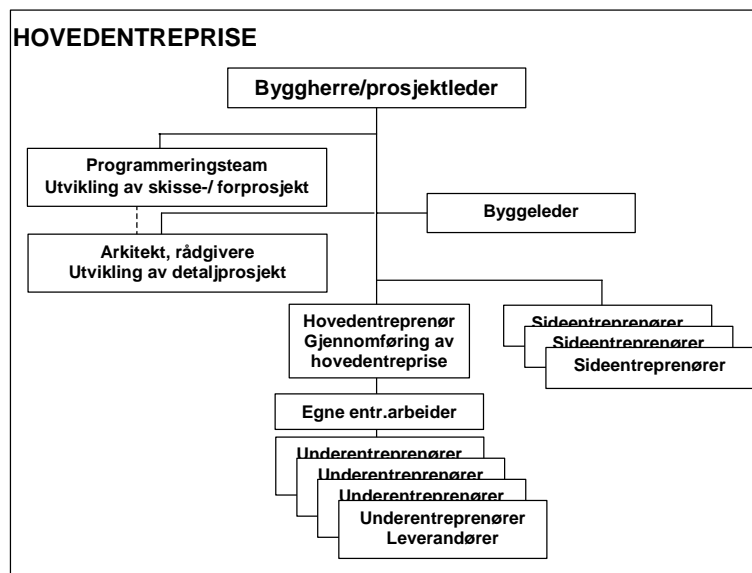 HOVEDENTREPRISE
Byggherre/prosjektleder
Programmeringsteam
Utvikling av skisse-/ forprosjekt
Byggeleder
Arkitekt, rådgivere
Utvikling av detaljprosjekt
Hovedentreprenør
Gjennomføring av
hovedentreprise
Sideentreprenører
Sideentreprenører
Sideentreprenører
Egne entr.arbeider
Underentreprenører
Underentreprenører
Underentreprenører
Underentreprenører
Leverandører